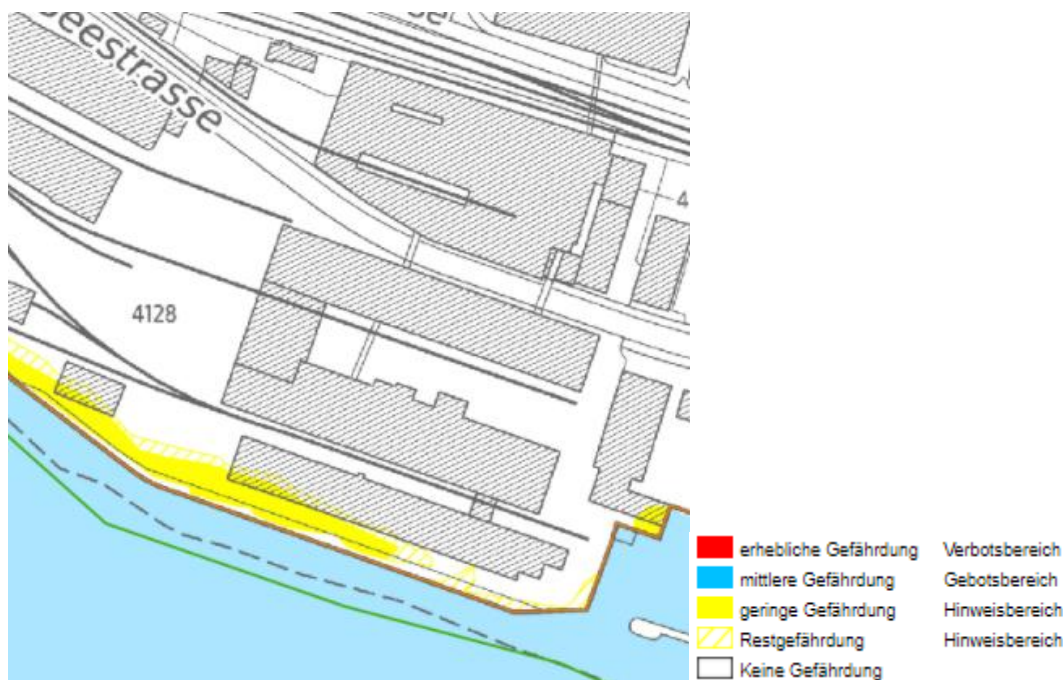 Seestrasse
4128
erhebliche Gefährdung Verbotsbereich
mittlere Gefährdung Gebotsbereich
geringe Gefährdung Hinweisbereich
Restgefährdung Hinweisbereich
Keine Gefährdung